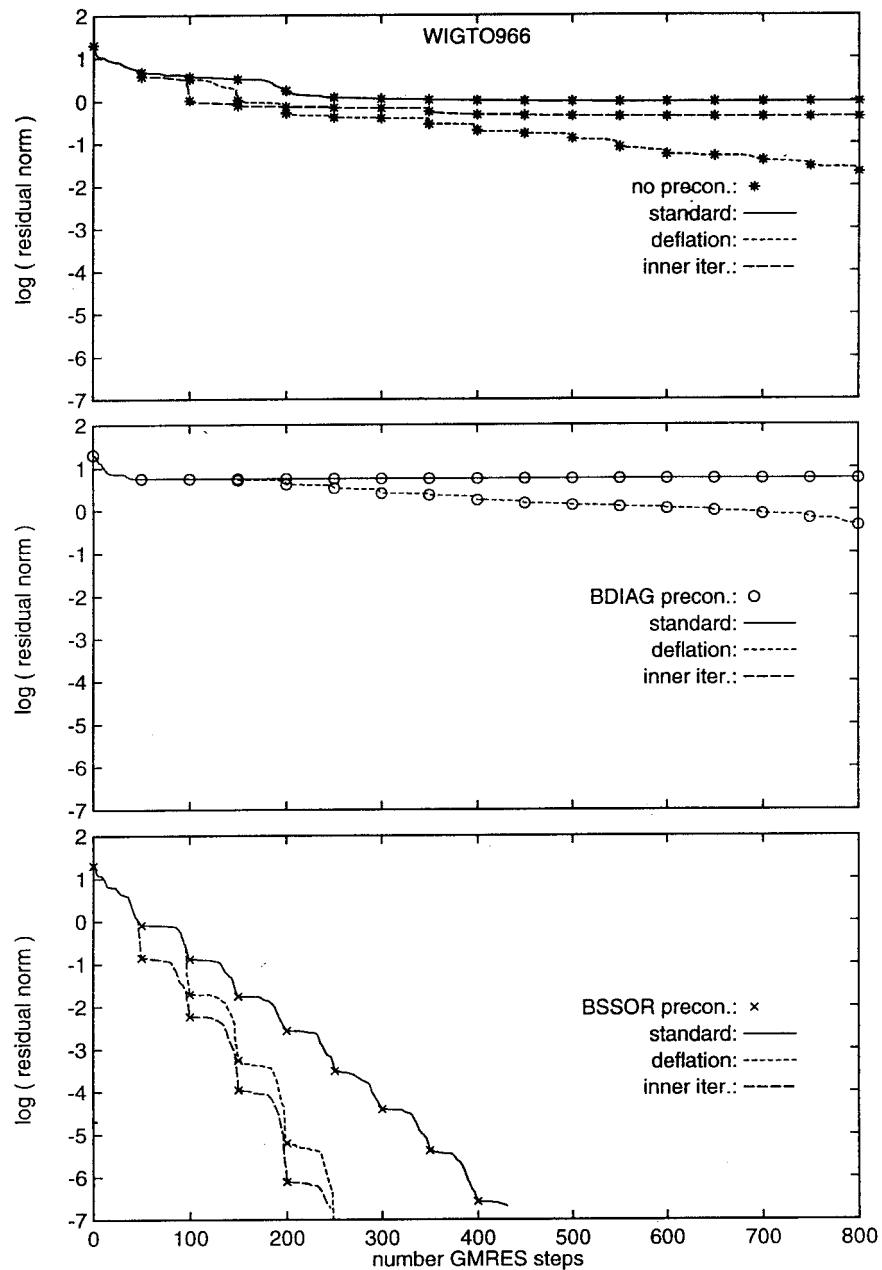 WIGTO966
2
1
0
-1
-2
-3
-4
-5
-6
-7
log ( residual norm )
no precon.:
standard:
deflation:
inner iter.:
2
1
0
-1
-2
-3
-4
-5
-6
-7
log ( residual norm )
BDIAG precon.:
standard:
deflation:
inner iter.:
2
1
0
-1
-2
-3
-4
-5
-6
-7
log ( residual norm )
BSSOR precon.:
standard:
deflation:
inner iter.:
0 100 200 300 400 500 600 700 800
number GMRES steps